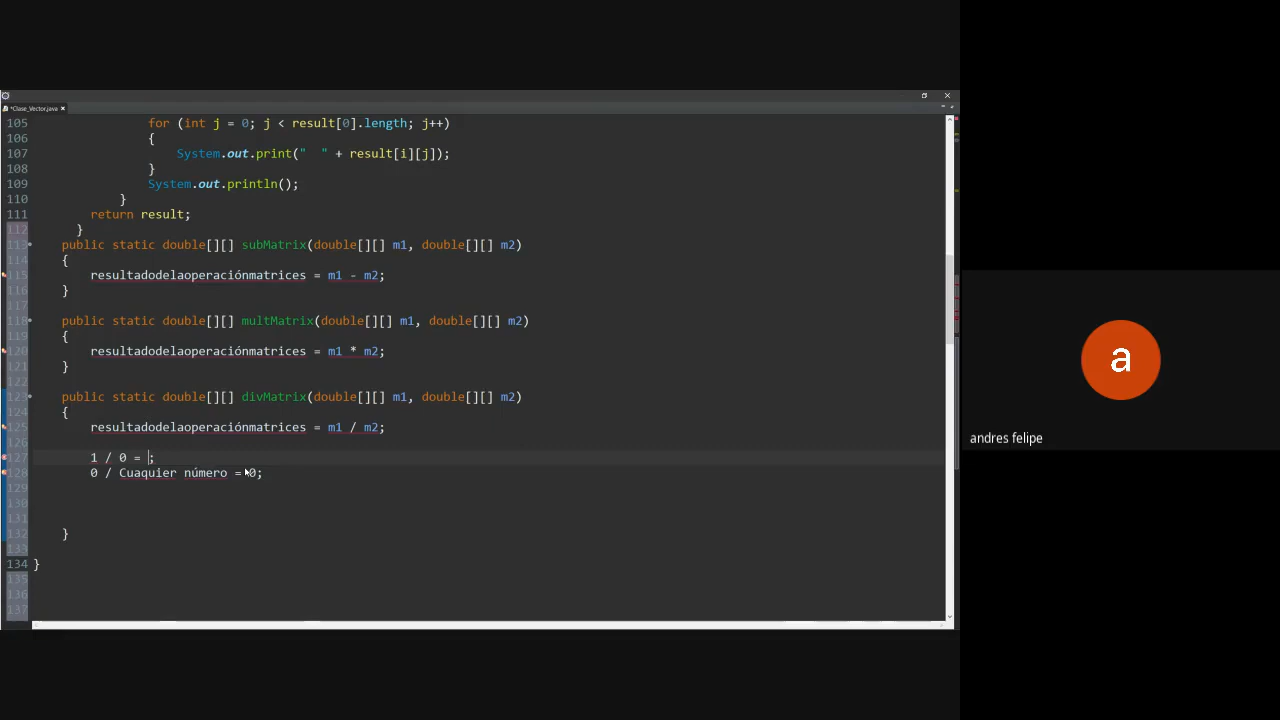 *Clase_Vector.java
105 for (int j = 0; j < result[0].length; j++)
106 {
107 System.out.print("  " + result[i][j]);
108 }
109 System.out.println();
110 }
111 return result;
112 }
113 public static double[][] subMatrix(double[][] m1, double[][] m2)
114 {
115 resultadodelaoperaciónmatrices = m1 - m2;
116 }
117
118 public static double[][] multMatrix(double[][] m1, double[][] m2)
119 {
120 resultadodelaoperaciónmatrices = m1 * m2;
121 }
122
123 public static double[][] divMatrix(double[][] m1, double[][] m2)
124 {
125 resultadodelaoperaciónmatrices = m1 / m2;
126
127 1 / 0 = ;
128 0 / Cuaquier número = 0;
129
130
131
132 }
133
134 }
135
136
137
a
andres felipe